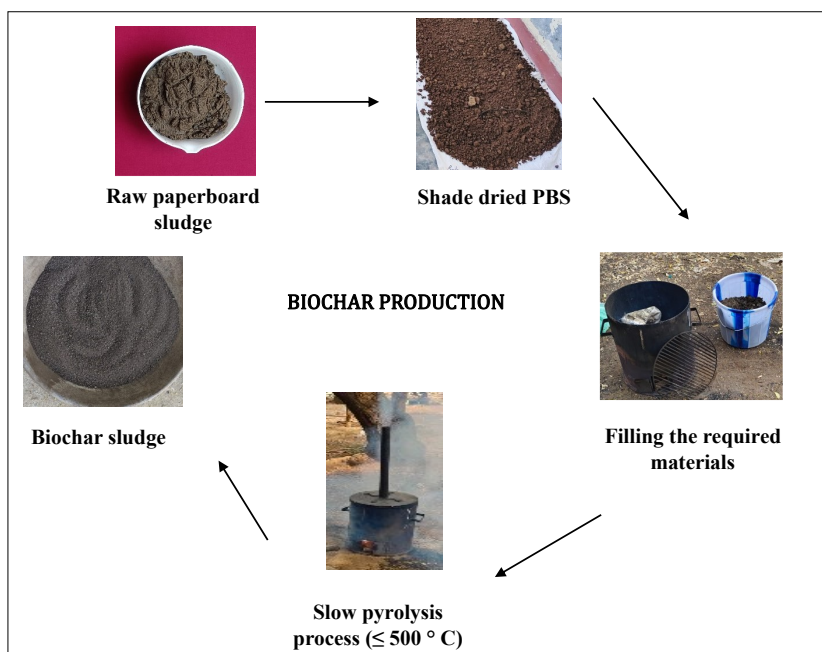 Raw paperboard
sludge
Shade dried PBS
BIOCHAR PRODUCTION
Filling the required
materials
Slow pyrolysis
process (≤ 500 ° C)
Biochar sludge